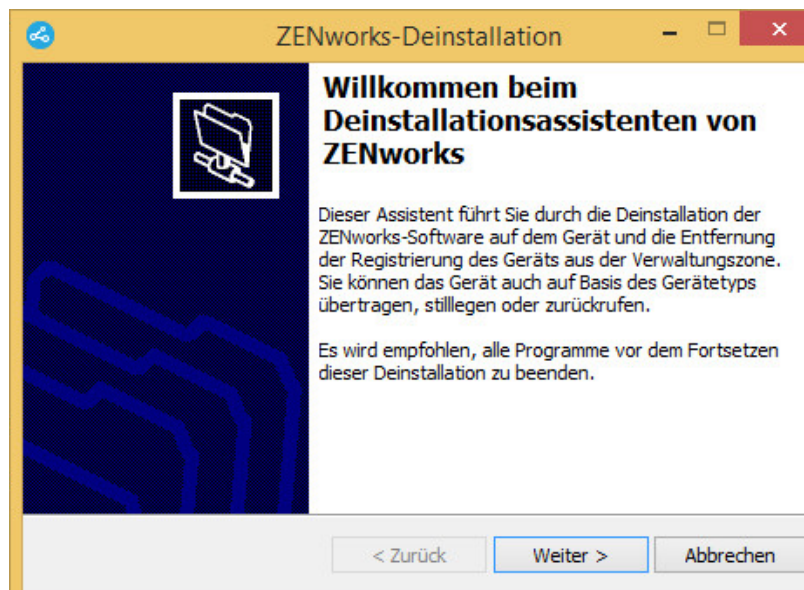 ZENworks-Deinstallation
Willkommen beim
Deinstallationsassistenten von
ZENworks
Dieser Assistent führt Sie durch die Deinstallation der
ZENworks-Software auf dem Gerät und die Entfernung
der Registrierung des Geräts aus der Verwaltungszone.
Sie können das Gerät auch auf Basis des Gerätetyps
übertragen, stilllegen oder zurückrufen.
Es wird empfohlen, alle Programme vor dem Fortsetzen
dieser Deinstallation zu beenden.
< Zurück
Weiter >
Abbrechen